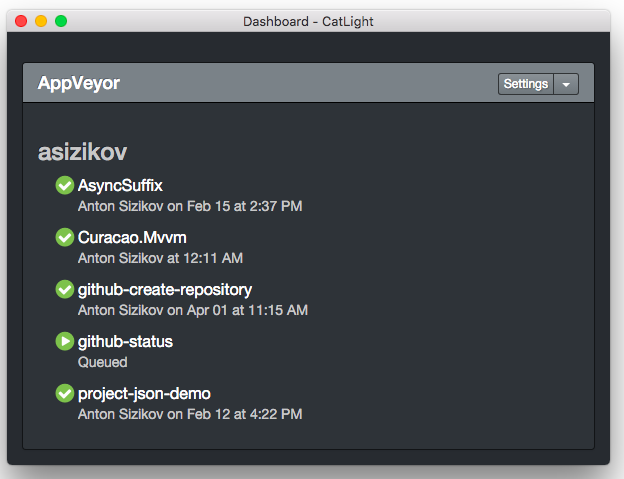 Dashboard - CatLight
AppVeyor
Settings
asizikov
AsyncSuffix
Anton Sizikov on Feb 15 at 2:37 PM
Curacao.Mvvm
Anton Sizikov at 12:11 AM
github-create-repository
Anton Sizikov on Apr 01 at 11:15 AM
github-status
Queued
project-json-demo
Anton Sizikov on Feb 12 at 4:22 PM